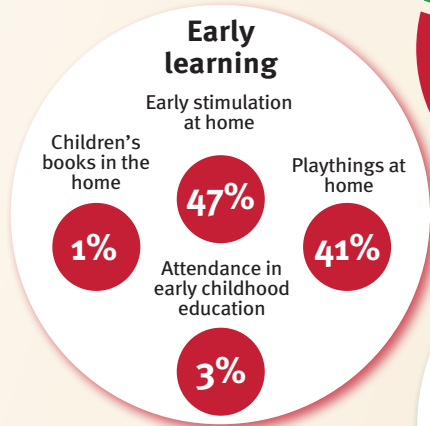 Early
learning
Early stimulation
at home
47%
Children’s
books in the
home
1%
Playthings at
home
41%
Attendance in
early childhood
education
3%